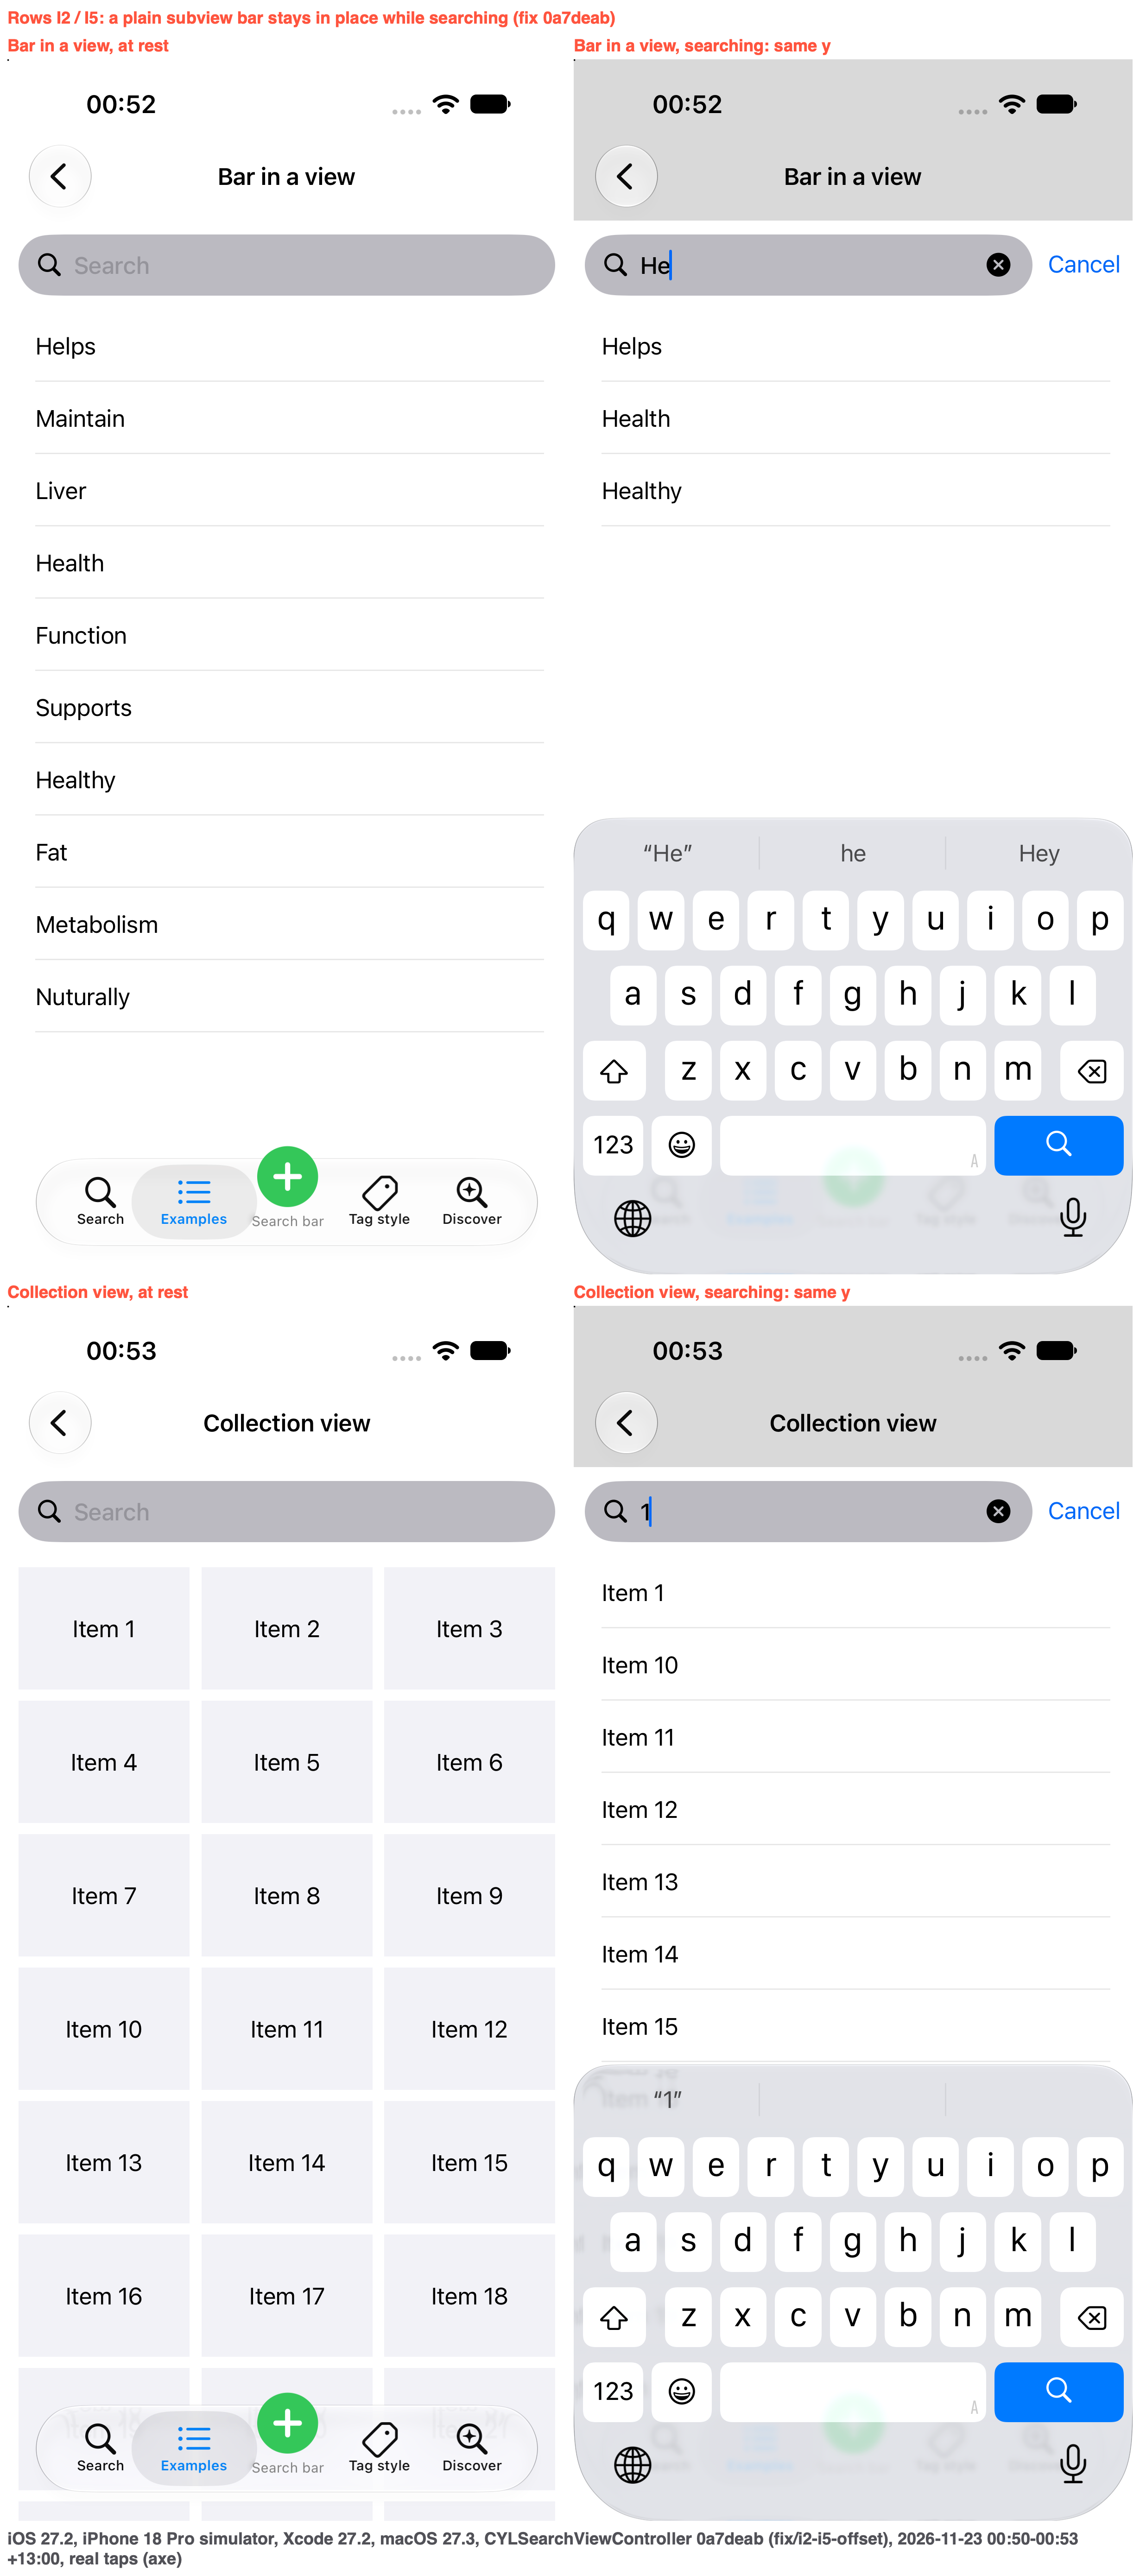 Rows I2 / I5: a plain subview bar stays in place while searching (fix 0a7deab)
Bar in a view, at rest
00:52
Bar in a view
Search
Helps
Maintain
Liver
Health
Function
Supports
Healthy
Fat
Metabolism
Nuturally
Search
Examples
Search bar
Tag style
Discover
Bar in a view, searching: same y
00:52
Bar in a view
He
Cancel
Helps
Health
Healthy
“He” he Hey
q w e r t y u i o p
a s d f g h j k l
z x c v b n m
123
A
Collection view, at rest
00:53
Collection view
Search
Item 1 Item 2 Item 3
Item 4 Item 5 Item 6
Item 7 Item 8 Item 9
Item 10 Item 11 Item 12
Item 13 Item 14 Item 15
Item 16 Item 17 Item 18
Search
Examples
Search bar
Tag style
Discover
Collection view, searching: same y
00:53
Collection view
1
Cancel
Item 1
Item 10
Item 11
Item 12
Item 13
Item 14
Item 15
“1”
q w e r t y u i o p
a s d f g h j k l
z x c v b n m
123
A
iOS 27.2, iPhone 18 Pro simulator, Xcode 27.2, macOS 27.3, CYLSearchViewController 0a7deab (fix/i2-i5-offset), 2026-11-23 00:50-00:53
+13:00, real taps (axe)